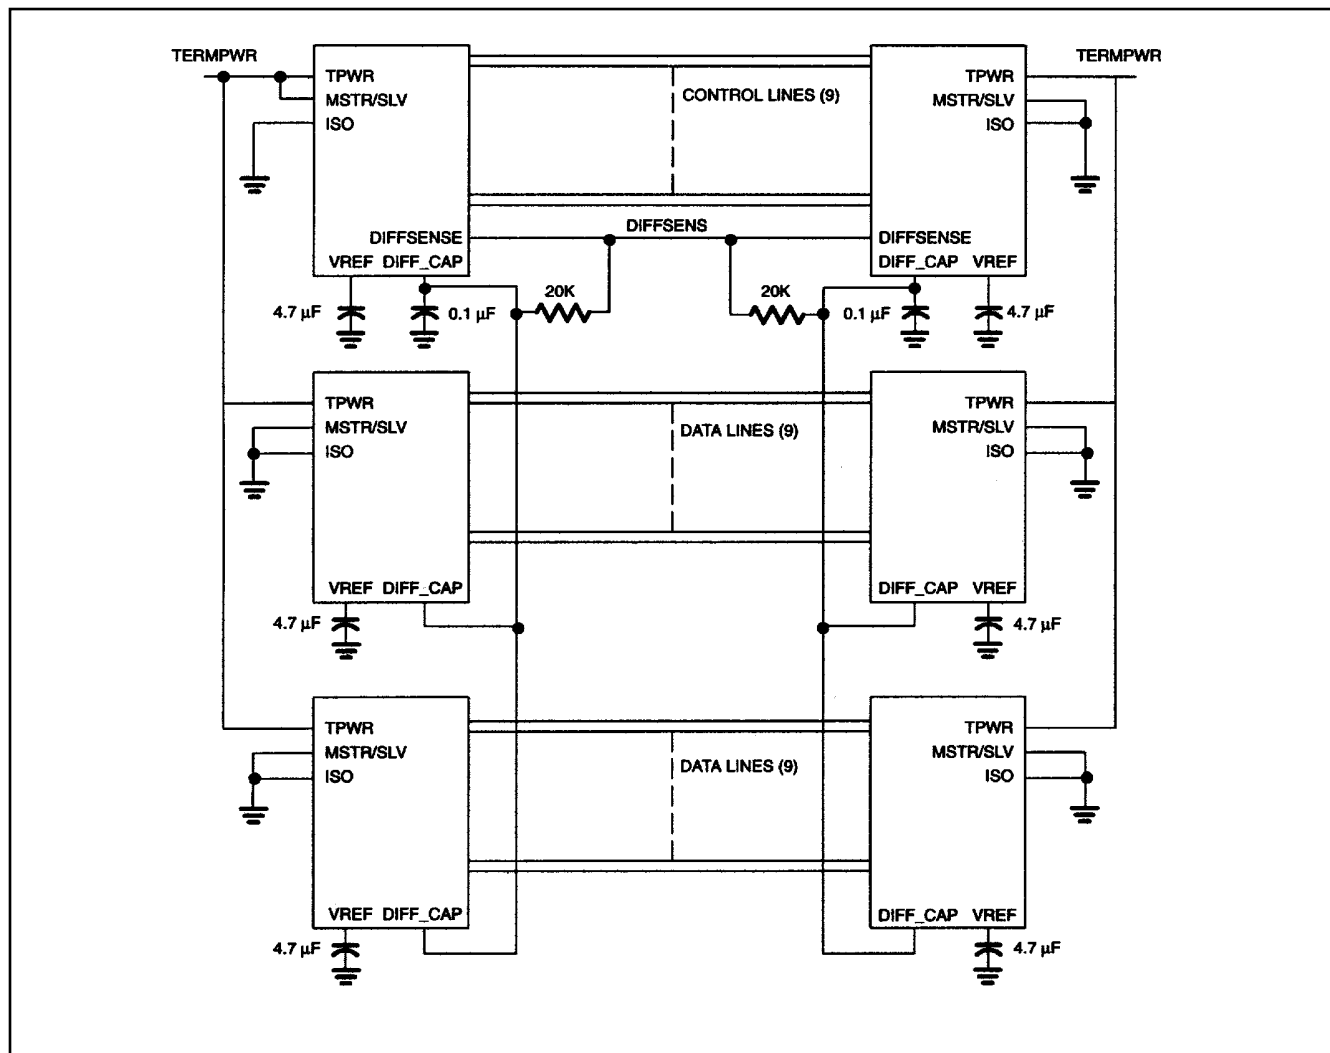 TERMPWR
TERMPWR
TPWR
MSTR/SLV
ISO
CONTROL LINES (9)
TPWR
MSTR/SLV
ISO
DIFFSENS
DIFFSENSE
DIFFSENSE
VREF DIFF_CAP
DIFF_CAP VREF
20K
20K
4.7 µF
0.1 µF
0.1 µF
4.7 µF
TPWR
MSTR/SLV
ISO
DATA LINES (9)
TPWR
MSTR/SLV
ISO
VREF DIFF_CAP
DIFF_CAP VREF
4.7 µF
4.7 µF
TPWR
MSTR/SLV
ISO
DATA LINES (9)
TPWR
MSTR/SLV
ISO
VREF DIFF_CAP
DIFF_CAP VREF
4.7 µF
4.7 µF